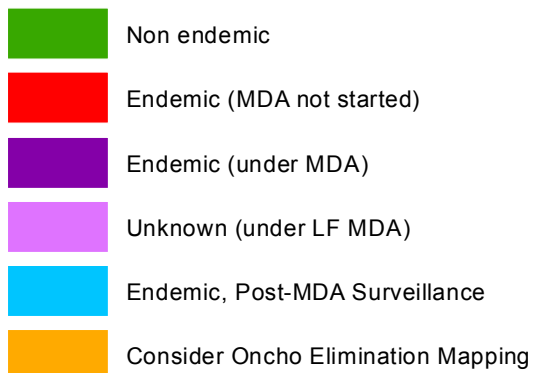 Non endemic
Endemic (MDA not started)
Endemic (under MDA)
Unknown (under LF MDA)
Endemic, Post-MDA Surveillance
Consider Oncho Elimination Mapping